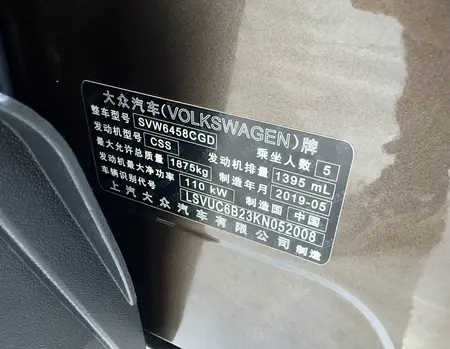 大众汽车(VOLKSWAGEN)牌
整车型号 SVW6458CGD 乘坐人数 5
发动机型号 CSS 发动机排量 1395 mL
最大允许总质量 1875kg 制造年月 2019-05
发动机最大净功率 110 kW 制造国 中国
车辆识别代号 LSVUC6B23KN052008
上汽大众汽车有限公司 制造